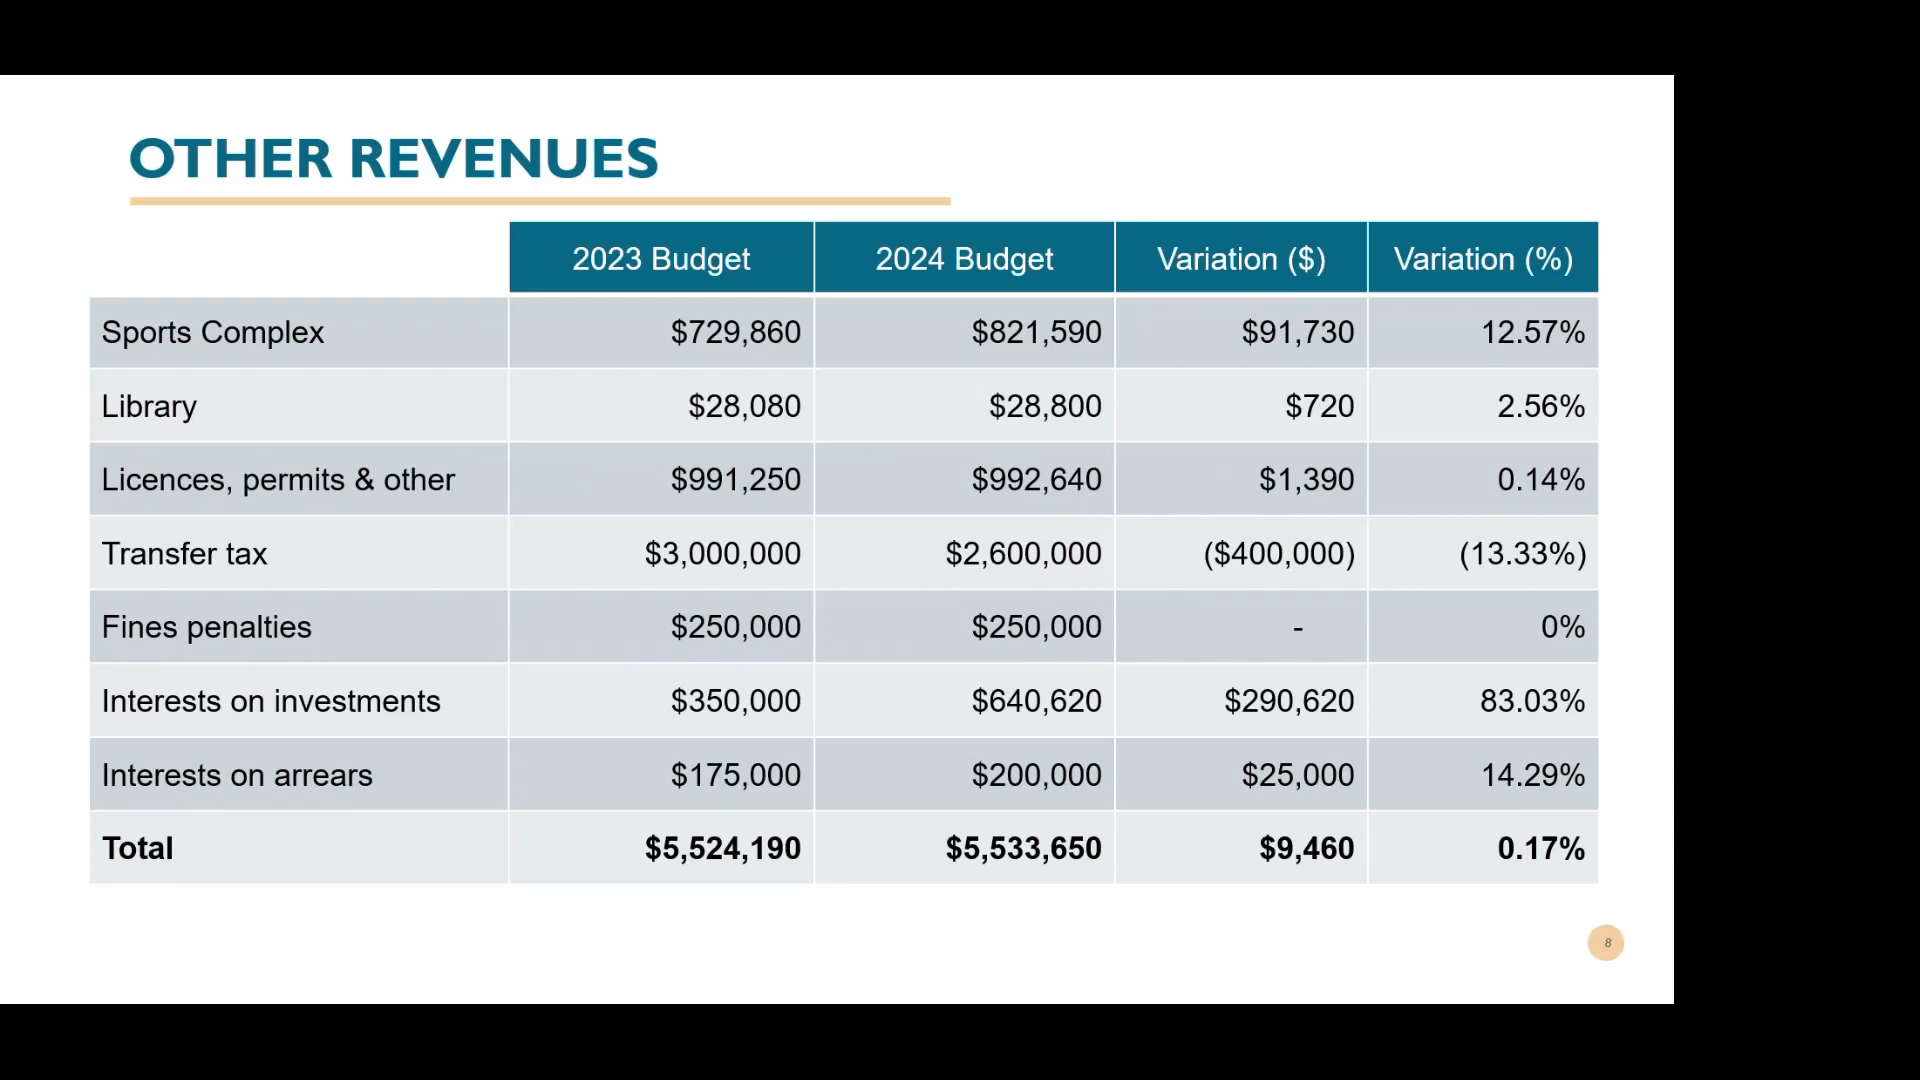 OTHER REVENUES
2023 Budget 2024 Budget Variation ($) Variation (%)
Sports Complex $729,860 $821,590 $91,730 12.57%
Library $28,080 $28,800 $720 2.56%
Licences, permits & other $991,250 $992,640 $1,390 0.14%
Transfer tax $3,000,000 $2,600,000 ($400,000) (13.33%)
Fines penalties $250,000 $250,000 - 0%
Interests on investments $350,000 $640,620 $290,620 83.03%
Interests on arrears $175,000 $200,000 $25,000 14.29%
Total $5,524,190 $5,533,650 $9,460 0.17%
8